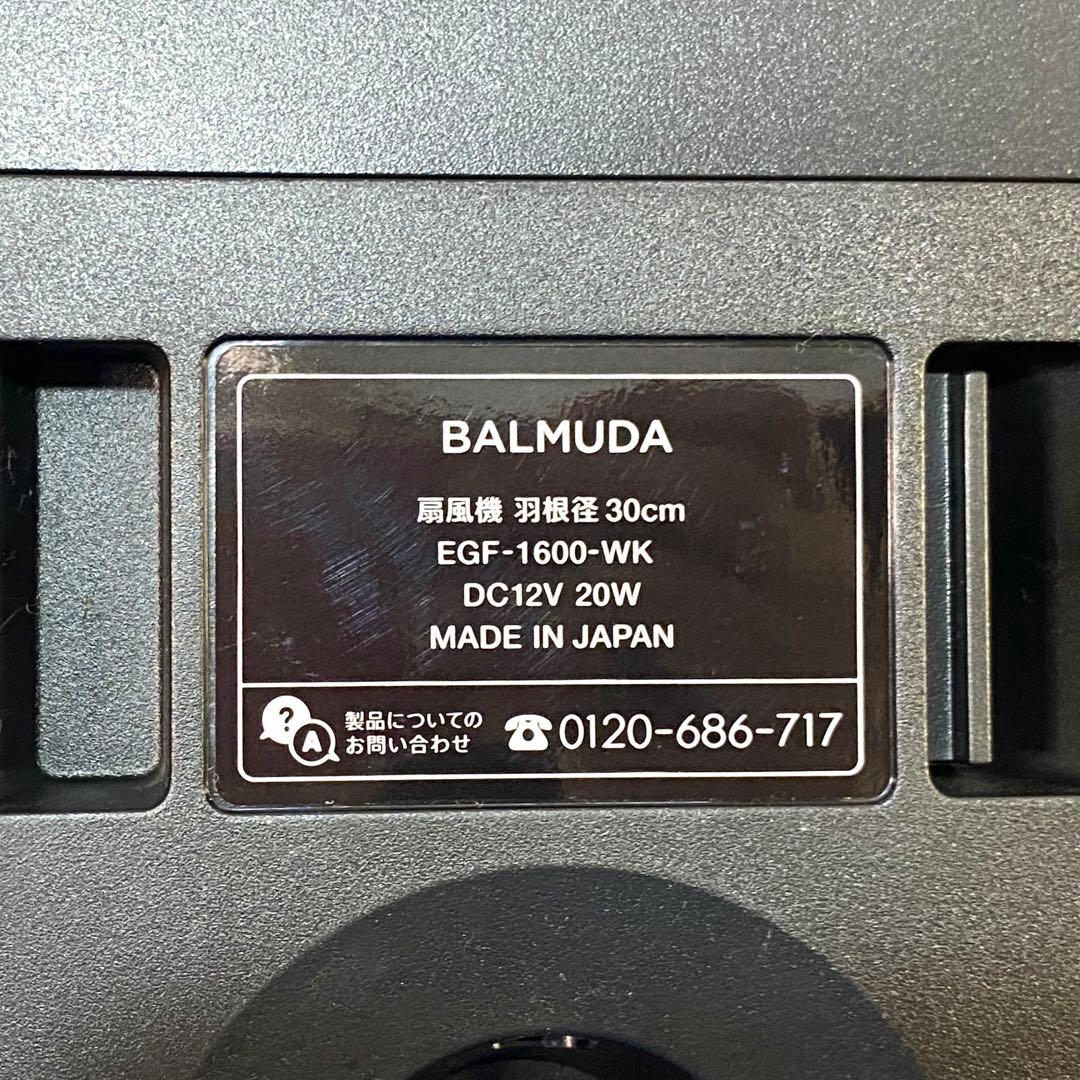 BALMUDA
扇風機 羽根径 30cm
EGF-1600-WK
DC12V 20W
MADE IN JAPAN
? A
製品についての
お問い合わせ
☎0120-686-717